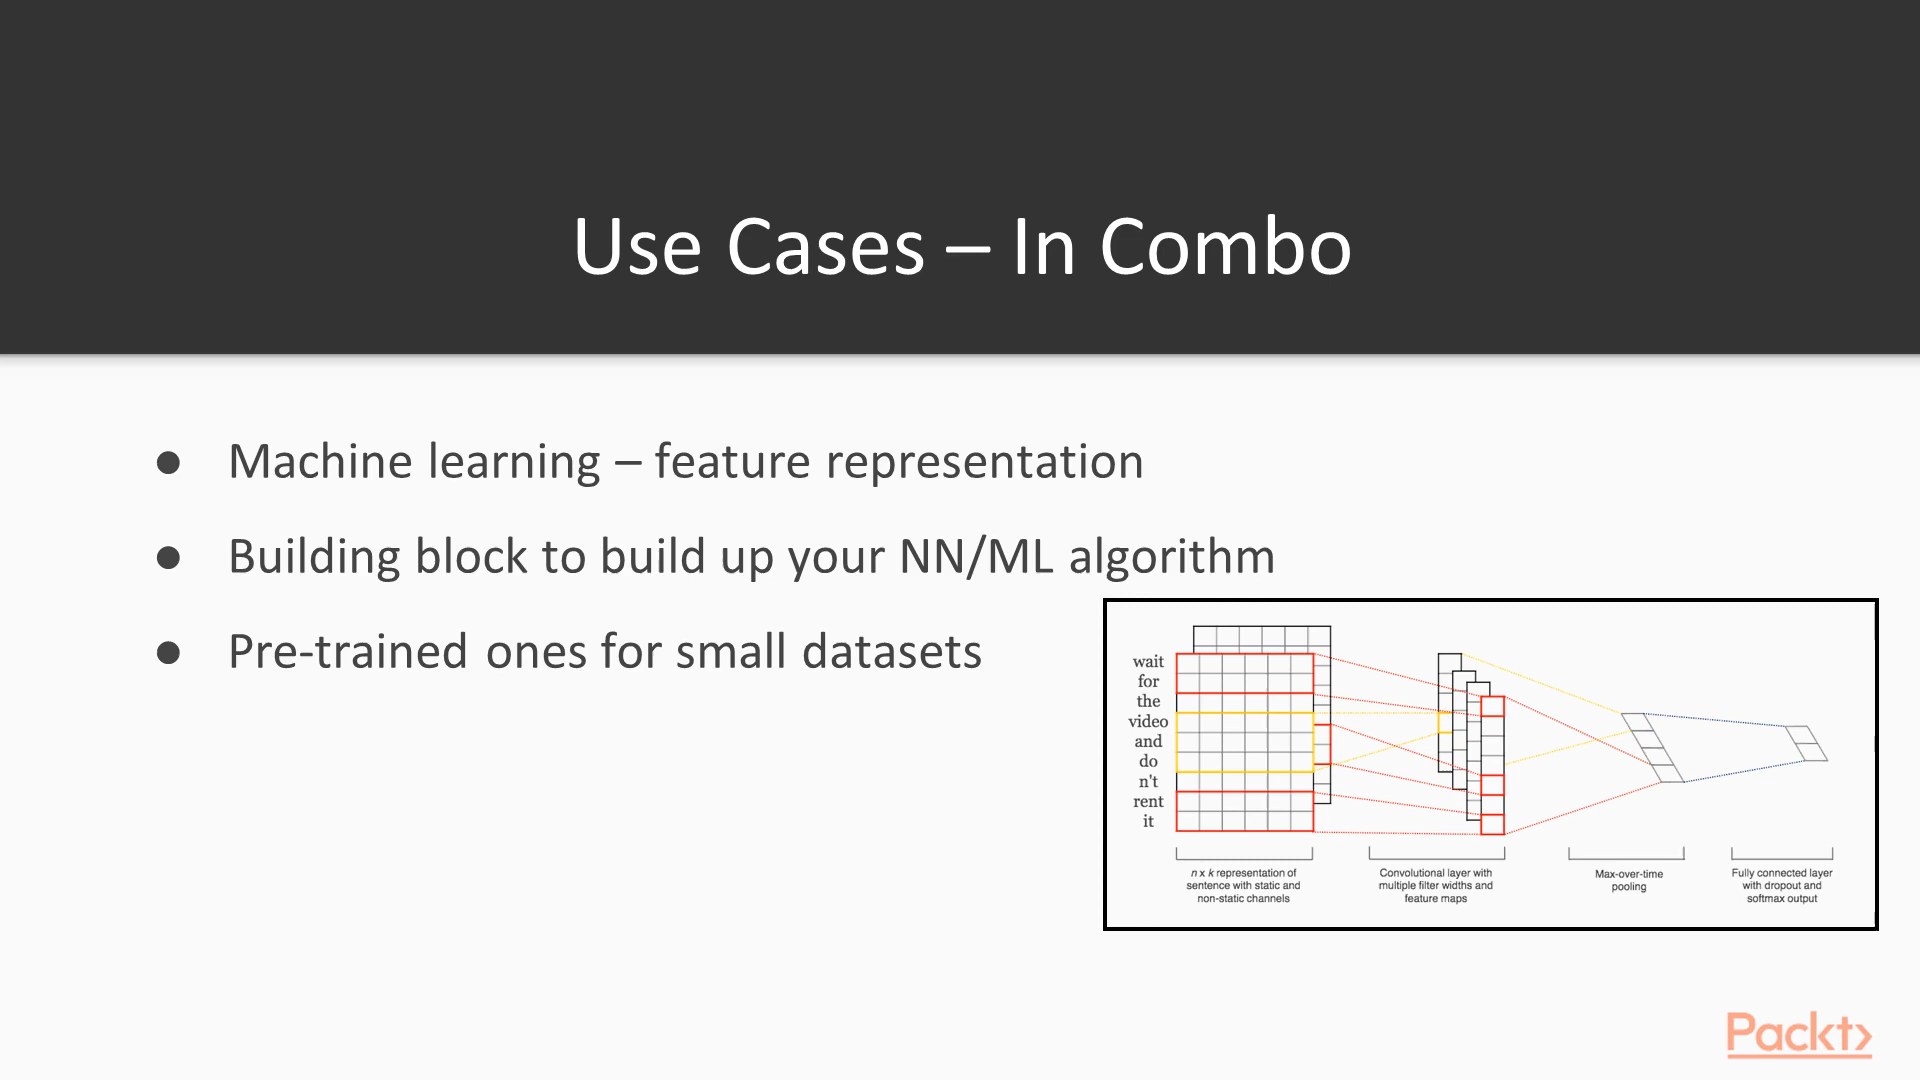 Use Cases – In Combo
● Machine learning – feature representation
● Building block to build up your NN/ML algorithm
● Pre-trained ones for small datasets
wait
for
the
video
and
do
n't
rent
it
n x k representation of
sentence with static and
non-static channels
Convolutional layer with
multiple filter widths and
feature maps
Max-over-time
pooling
Fully connected layer
with dropout and
softmax output
Packt>